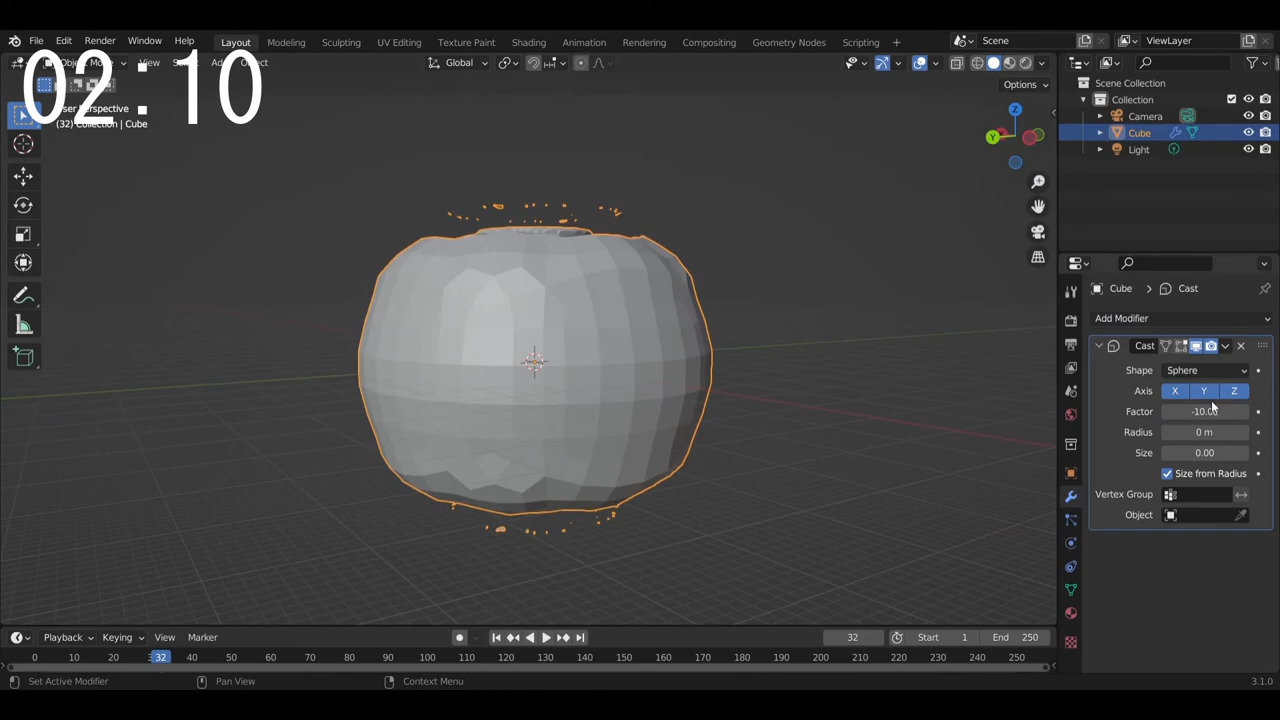 File Edit Render Window Help Layout Modeling Sculpting UV Editing Texture Paint Shading Animation Rendering Compositing Geometry Nodes Scripting + Scene ViewLayer
02:10
View Object Global
Options
User Perspective
(32) Collection | Cube
Z
Y
Scene Collection
Collection
Camera
Cube
Light
Cube > Cast
Add Modifier
Cast
Shape Sphere
Axis X Y Z
Factor -10.00
Radius 0 m
Size 0.00
Size from Radius
Vertex Group
Object
Playback Keying View Marker 32 Start 1 End 250
0 10 20 32 40 50 60 70 80 90 100 110 120 130 140 150 160 170 180 190 200 210 220 230 240 250
Set Active Modifier Pan View Context Menu 3.1.0